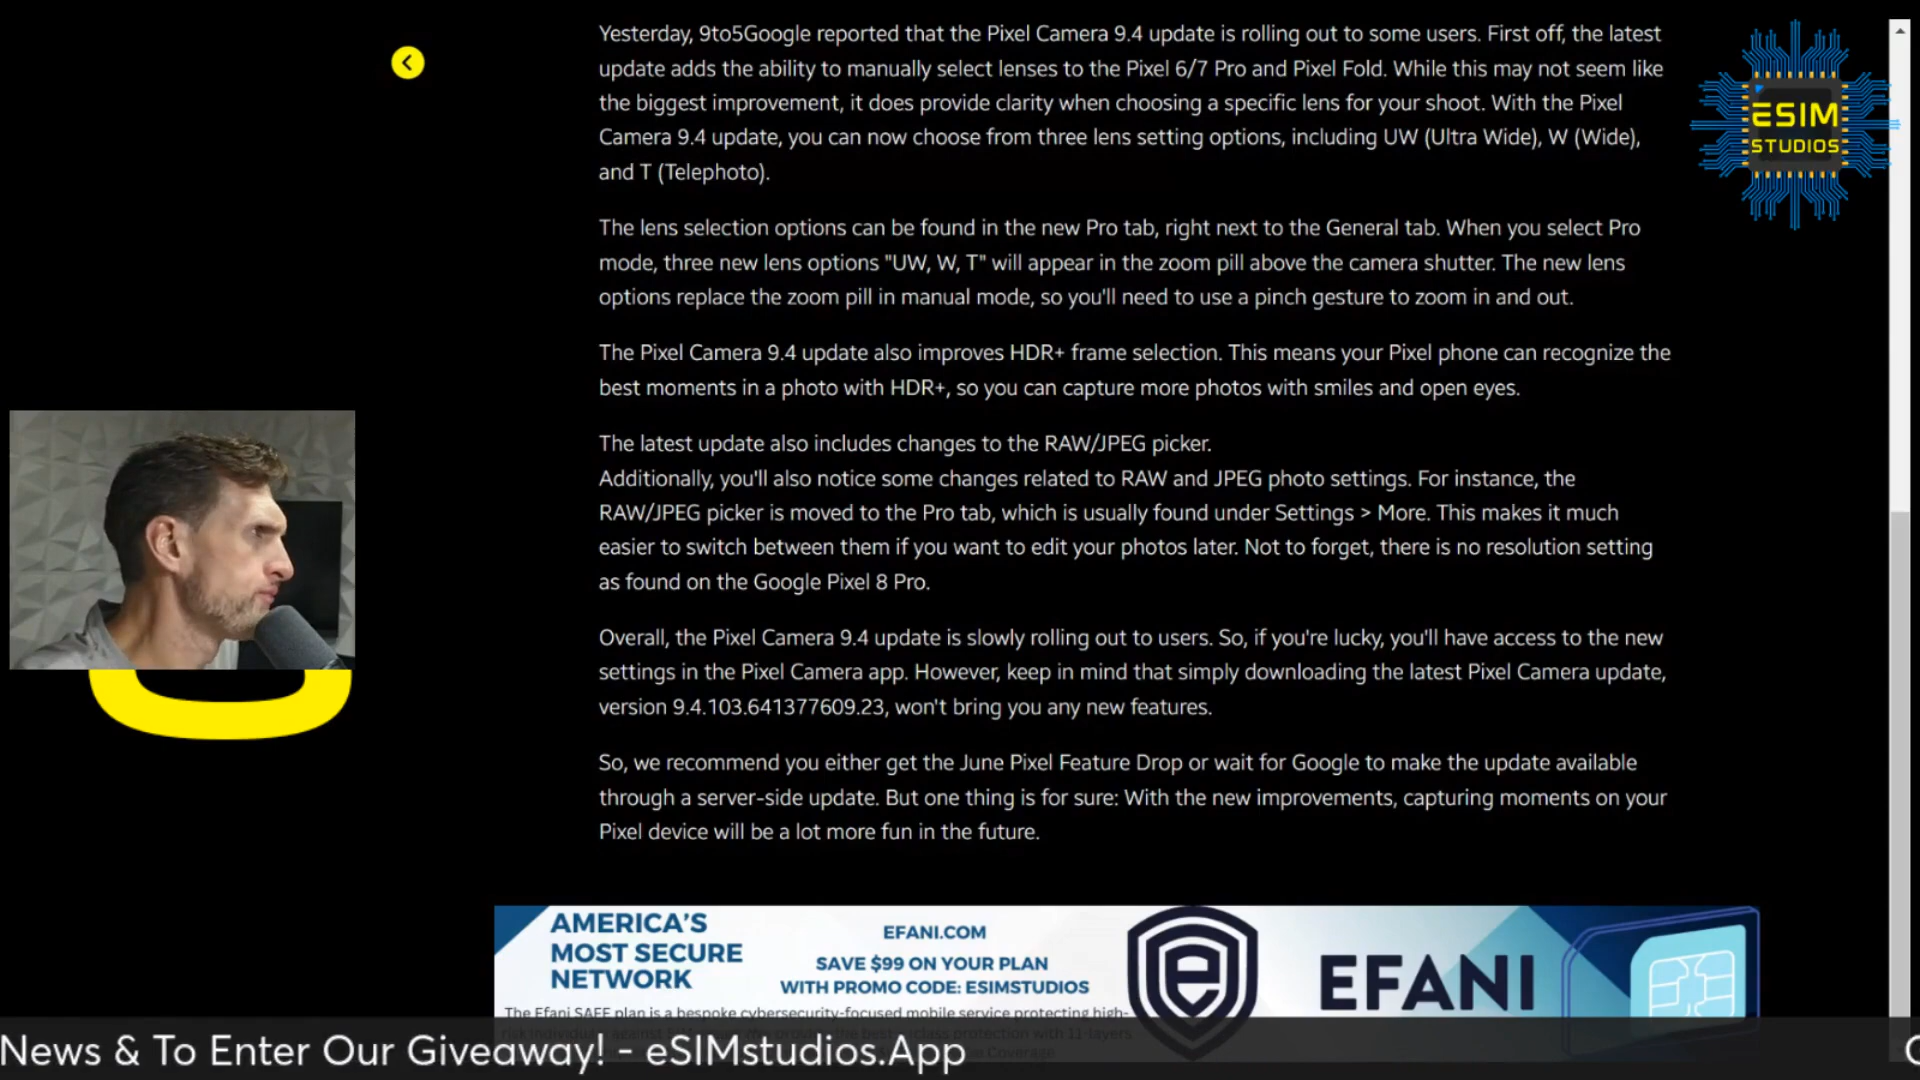 Yesterday, 9to5Google reported that the Pixel Camera 9.4 update is rolling out to some users. First off, the latest
update adds the ability to manually select lenses to the Pixel 6/7 Pro and Pixel Fold. While this may not seem like
the biggest improvement, it does provide clarity when choosing a specific lens for your shoot. With the Pixel
Camera 9.4 update, you can now choose from three lens setting options, including UW (Ultra Wide), W (Wide),
and T (Telephoto).
ESIM
STUDIOS
The lens selection options can be found in the new Pro tab, right next to the General tab. When you select Pro
mode, three new lens options "UW, W, T" will appear in the zoom pill above the camera shutter. The new lens
options replace the zoom pill in manual mode, so you'll need to use a pinch gesture to zoom in and out.
The Pixel Camera 9.4 update also improves HDR+ frame selection. This means your Pixel phone can recognize the
best moments in a photo with HDR+, so you can capture more photos with smiles and open eyes.
The latest update also includes changes to the RAW/JPEG picker.
Additionally, you'll also notice some changes related to RAW and JPEG photo settings. For instance, the
RAW/JPEG picker is moved to the Pro tab, which is usually found under Settings > More. This makes it much
easier to switch between them if you want to edit your photos later. Not to forget, there is no resolution setting
as found on the Google Pixel 8 Pro.
Overall, the Pixel Camera 9.4 update is slowly rolling out to users. So, if you're lucky, you'll have access to the new
settings in the Pixel Camera app. However, keep in mind that simply downloading the latest Pixel Camera update,
version 9.4.103.641377609.23, won't bring you any new features.
So, we recommend you either get the June Pixel Feature Drop or wait for Google to make the update available
through a server-side update. But one thing is for sure: With the new improvements, capturing moments on your
Pixel device will be a lot more fun in the future.
AMERICA'S
MOST SECURE
NETWORK
EFANI.COM
SAVE $99 ON YOUR PLAN
WITH PROMO CODE: ESIMSTUDIOS
EFANI
The Efani SAFE plan is a bespoke cybersecurity-focused mobile service protecting high-
News & To Enter Our Giveaway! - eSIMstudios.App